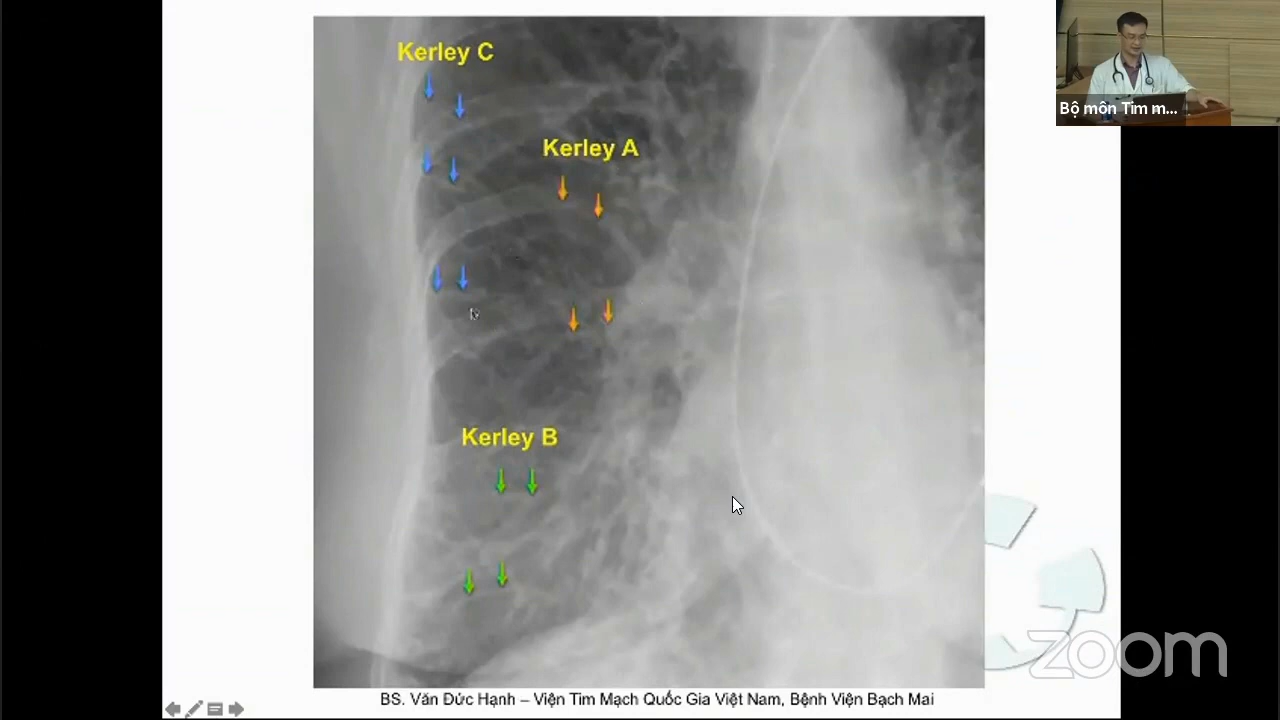 Kerley C
Bộ môn Tim m...
Kerley A
Kerley B
zoom
BS. Văn Đức Hạnh – Viện Tim Mạch Quốc Gia Việt Nam, Bệnh Viện Bạch Mai